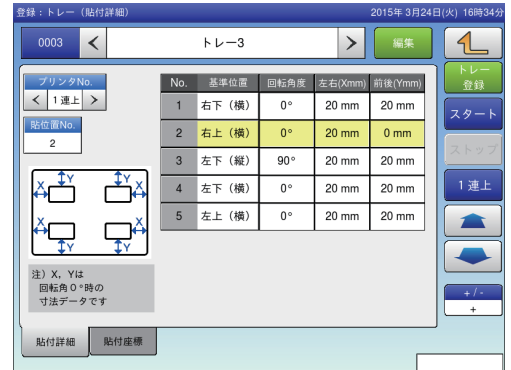 登録：トレー（貼付詳細）　2015年 3月24日(火) 16時34分
0003 トレー3 編集
トレー
登録
スタート
ストップ
1連上
+ / -
+
プリンタNo.
1連上
貼位置No.
2
X Y Y X
X Y Y X
注）X，Yは
回転角０°時の
寸法データです
No. 基準位置 回転角度 左右(Xmm) 前後(Ymm)
1 右下（横） 0° 20 mm 20 mm
2 右上（横） 0° 20 mm 0 mm
3 左下（縦） 90° 20 mm 20 mm
4 左下（横） 0° 20 mm 20 mm
5 左上（横） 0° 20 mm 20 mm
貼付詳細 貼付座標